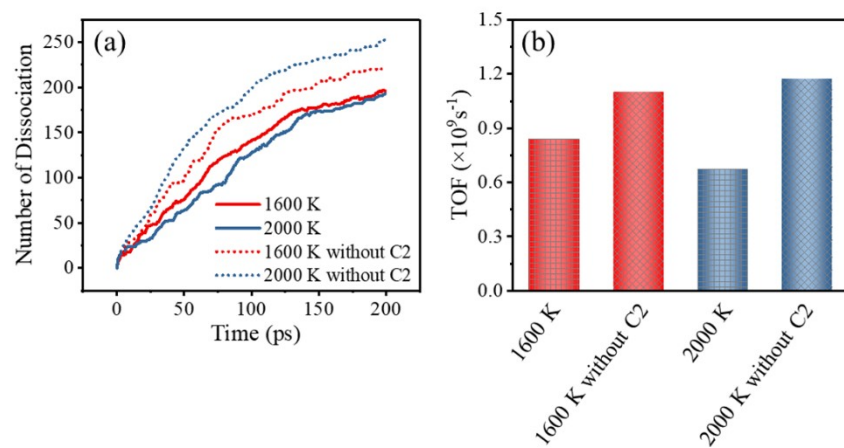 (a)
250
200
150
100
50
0
Number of Dissociation
1600 K
2000 K
1600 K without C2
2000 K without C2
0 50 100 150 200
Time (ps)
(b)
1.5
1.2
0.9
0.6
0.3
0.0
TOF (×10⁹s⁻¹)
1600 K
1600 K without C2
2000 K
2000 K without C2